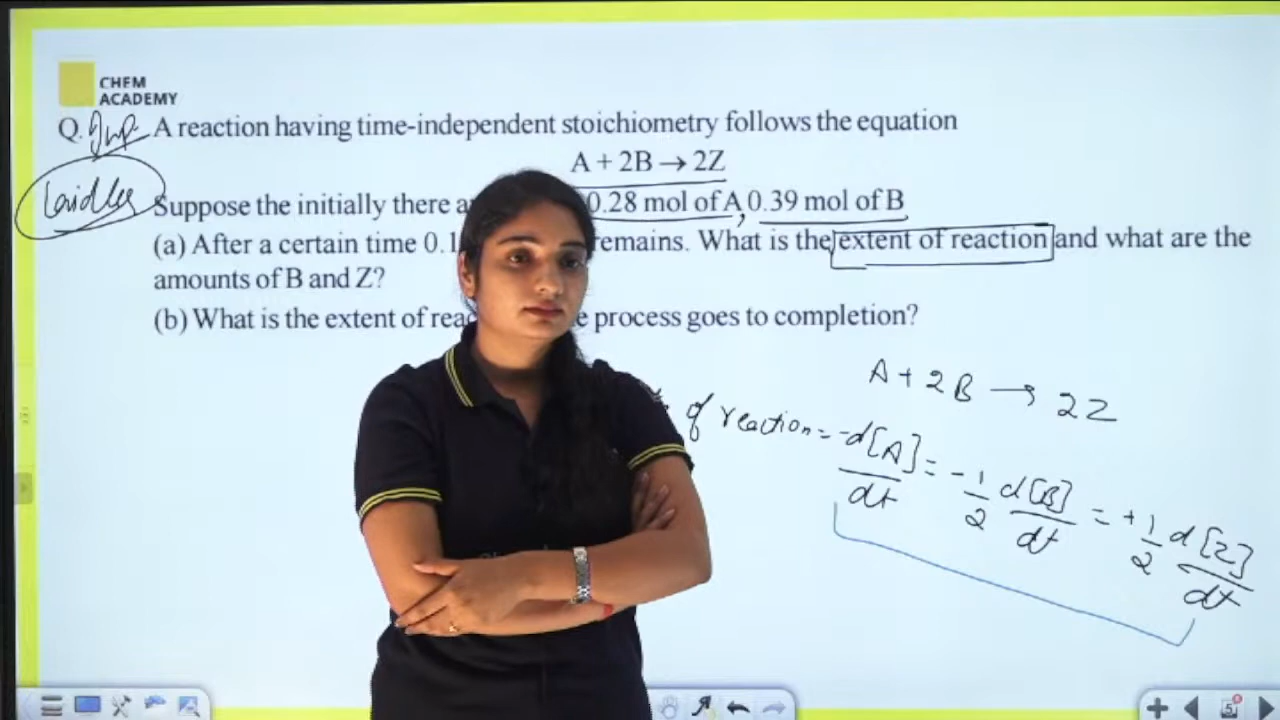 CHEM
ACADEMY
Q. Imp A reaction having time-independent stoichiometry follows the equation
A + 2B → 2Z
Laidler
Suppose the initially there a 0.28 mol of A, 0.39 mol of B
(a) After a certain time 0.1 remains. What is the extent of reaction and what are the
amounts of B and Z?
(b) What is the extent of reac e process goes to completion?
A + 2B → 2Z
of reaction = -d[A]/dt = -1/2 d[B]/dt = +1/2 d[Z]/dt
5